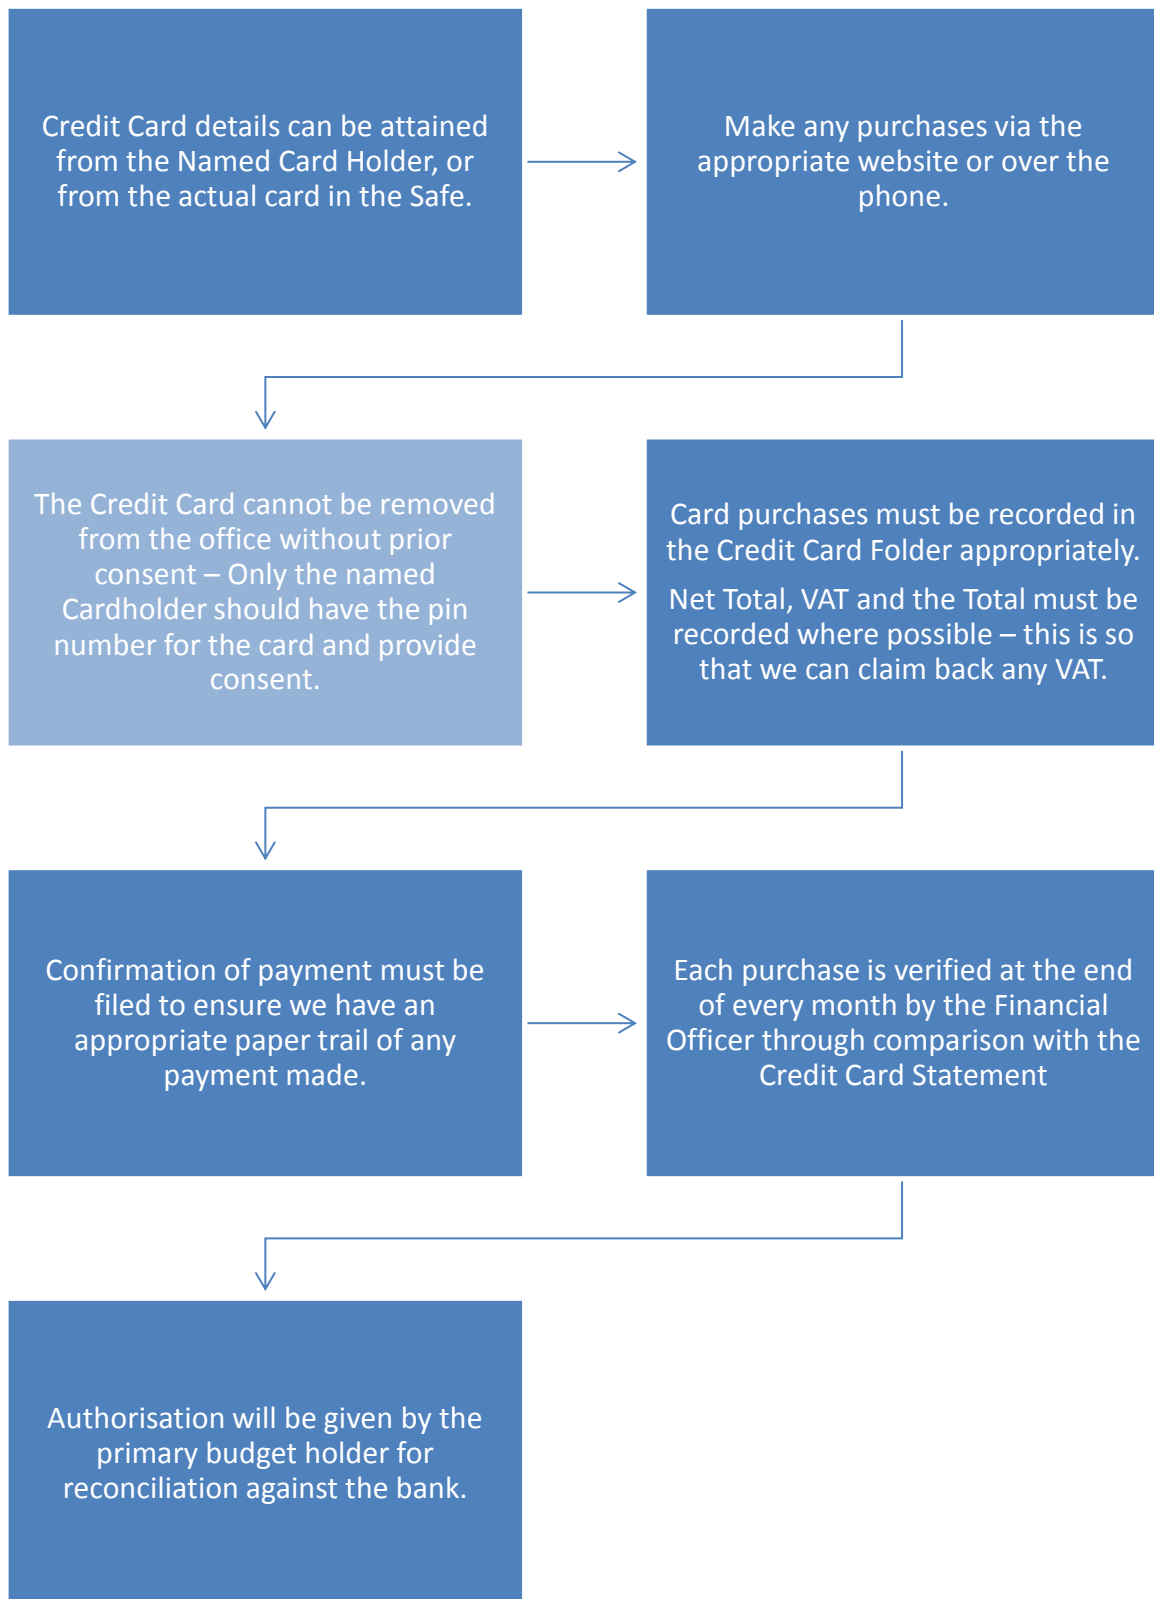 Credit Card details can be attained
from the Named Card Holder, or
from the actual card in the Safe.
Make any purchases via the
appropriate website or over the
phone.
The Credit Card cannot be removed
from the office without prior
consent – Only the named
Cardholder should have the pin
number for the card and provide
consent.
Card purchases must be recorded in
the Credit Card Folder appropriately.
Net Total, VAT and the Total must be
recorded where possible – this is so
that we can claim back any VAT.
Confirmation of payment must be
filed to ensure we have an
appropriate paper trail of any
payment made.
Each purchase is verified at the end
of every month by the Financial
Officer through comparison with the
Credit Card Statement
Authorisation will be given by the
primary budget holder for
reconciliation against the bank.